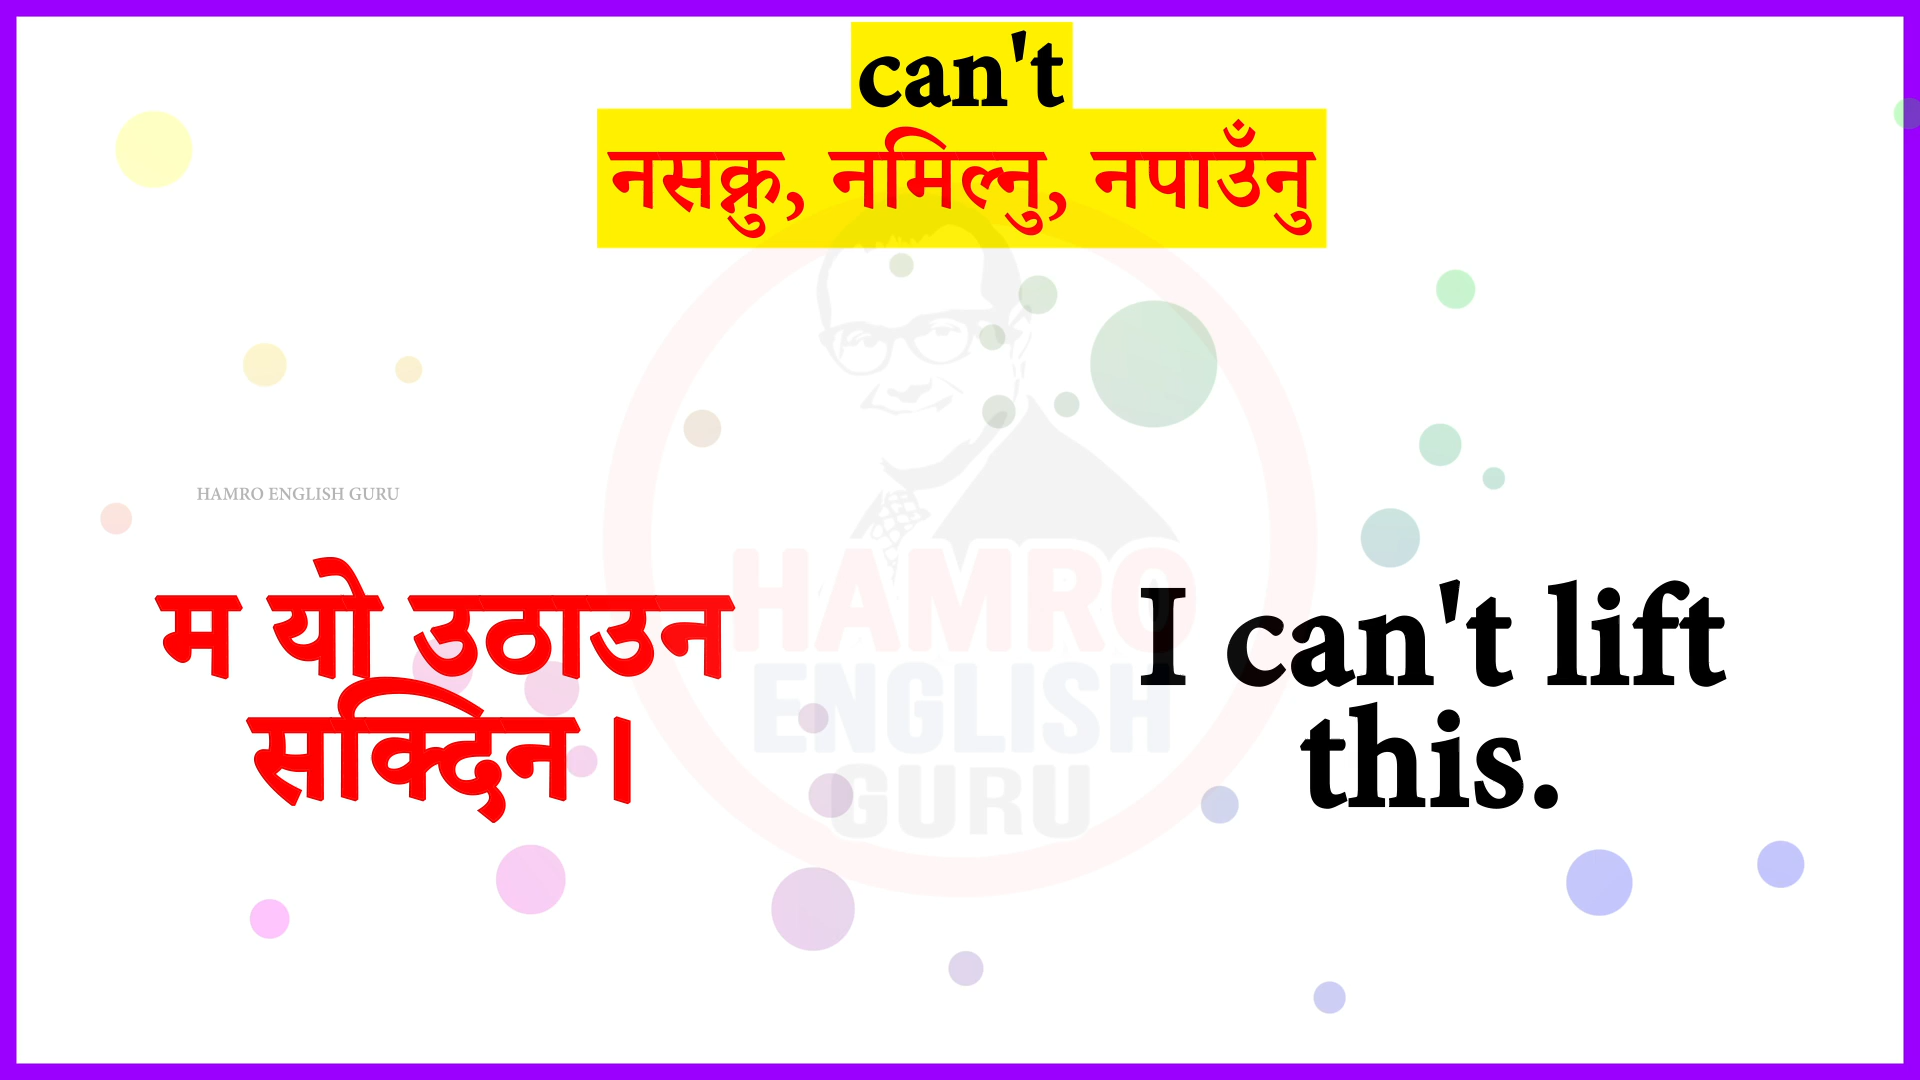 can't
नसक्नु, नमिल्नु, नपाउँनु
HAMRO ENGLISH GURU
म यो उठाउन
सक्दिन।
I can't lift
this.
HAMRO
ENGLISH
GURU